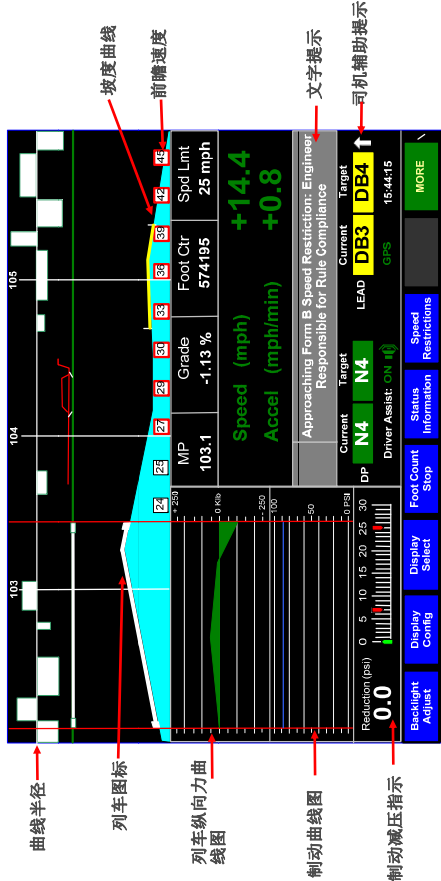 曲线半径
103 104 105
坡度曲线
列车图标
24 25 27 29 30 33 36 39 42 45
前瞻速度
列车纵向力曲
线图
+ 250
0 Klb
- 250
MP
Grade
Foot Ctr
Spd Lmt
103.1
-1.13 %
574195
25 mph
Speed (mph) +14.4
Accel (mph/min) +0.8
制动曲线图
100
50
0 PSI
Approaching Form B Speed Restriction: Engineer
Responsible for Rule Compliance
文字提示
制动减压指示
Reduction (psi)
0.0
0 5 7 10 15 20 25 30
Current Target
DP N4 N4
Driver Assist: ON
Current Target
LEAD DB3 DB4
GPS 15:44:15
司机辅助提示
Backlight
Adjust
Display
Config
Display
Select
Foot Count
Stop
Status
Information
Speed
Restrictions
MORE